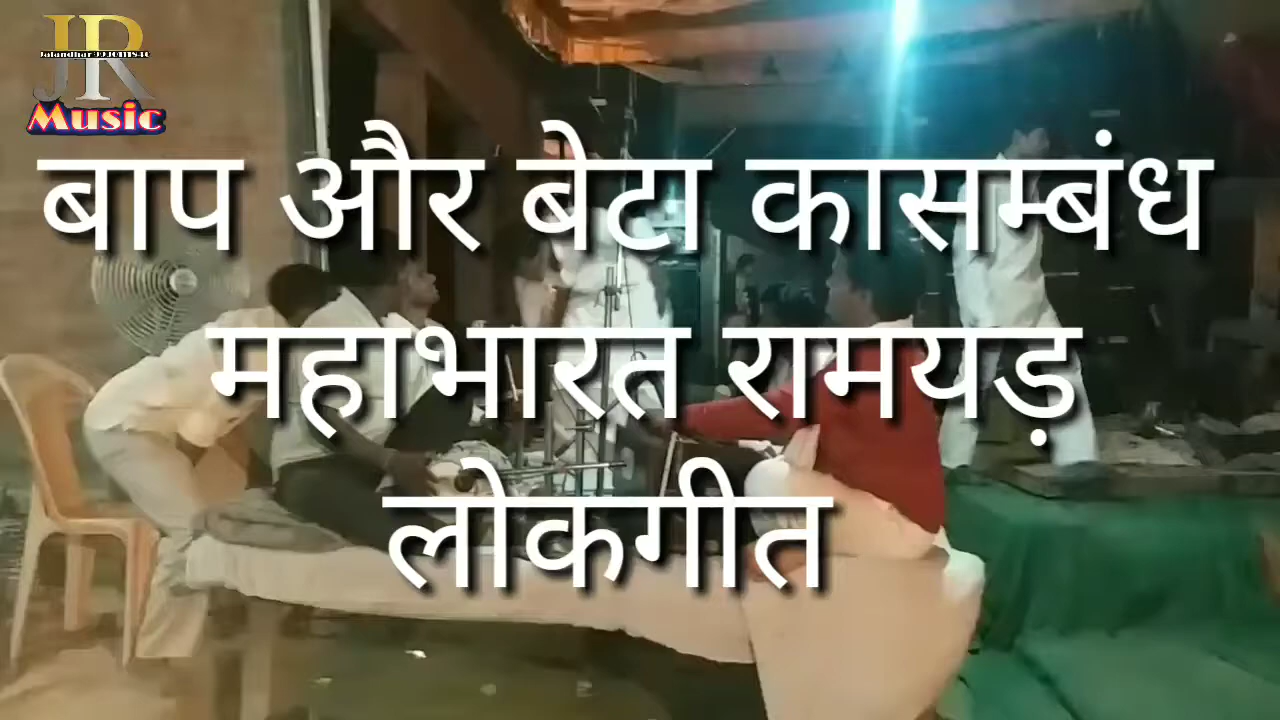 JR
Music
बाप और बेटा कासम्बंध
महाभारत रामयड़
लोकगीत